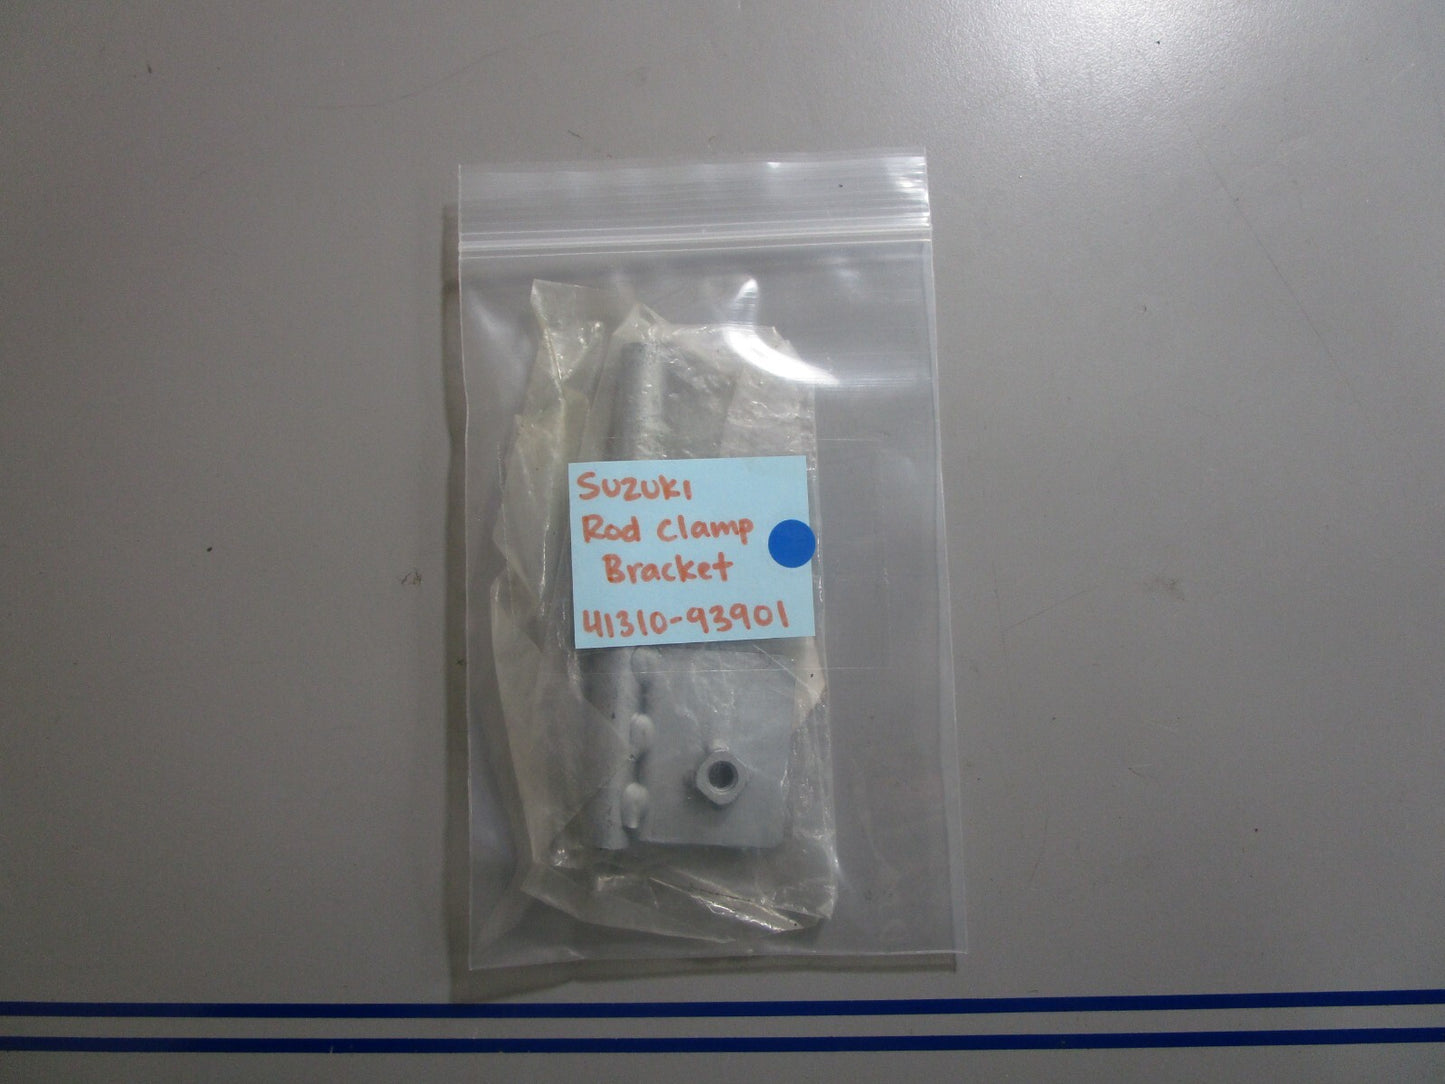 Suzuki
Rod Clamp
Bracket
41310-93901